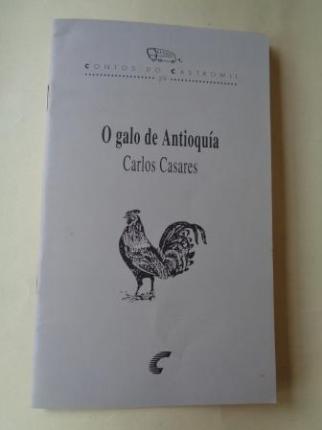 CONTOS DO CASTROMIL
O galo de Antioquía
Carlos Casares
C